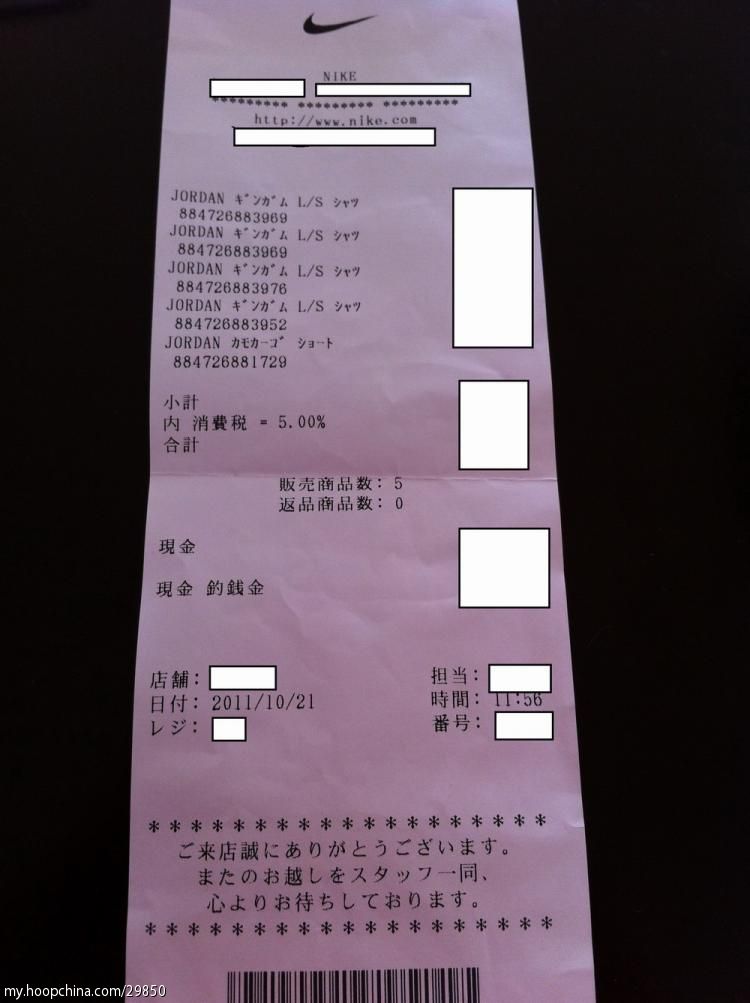 NIKE
********* ********* *********
http://www.nike.com
JORDAN ギンガム L/S シャツ
884726883969
JORDAN ギンガム L/S シャツ
884726883969
JORDAN ギンガム L/S シャツ
884726883976
JORDAN ギンガム L/S シャツ
884726883952
JORDAN カモカーゴ ショート
884726881729
小計
内 消費税 = 5.00%
合計
販売商品数: 5
返品商品数: 0
現金
現金 釣銭金
店舗: 担当:
日付: 2011/10/21 時間: 11:56
レジ: 番号:
* * * * * * * * * * * * * * * * * * *
ご来店誠にありがとうございます。
またのお越しをスタッフ一同、
心よりお待ちしております。
* * * * * * * * * * * * * * * * * * *
my.hoopchina.com/29850